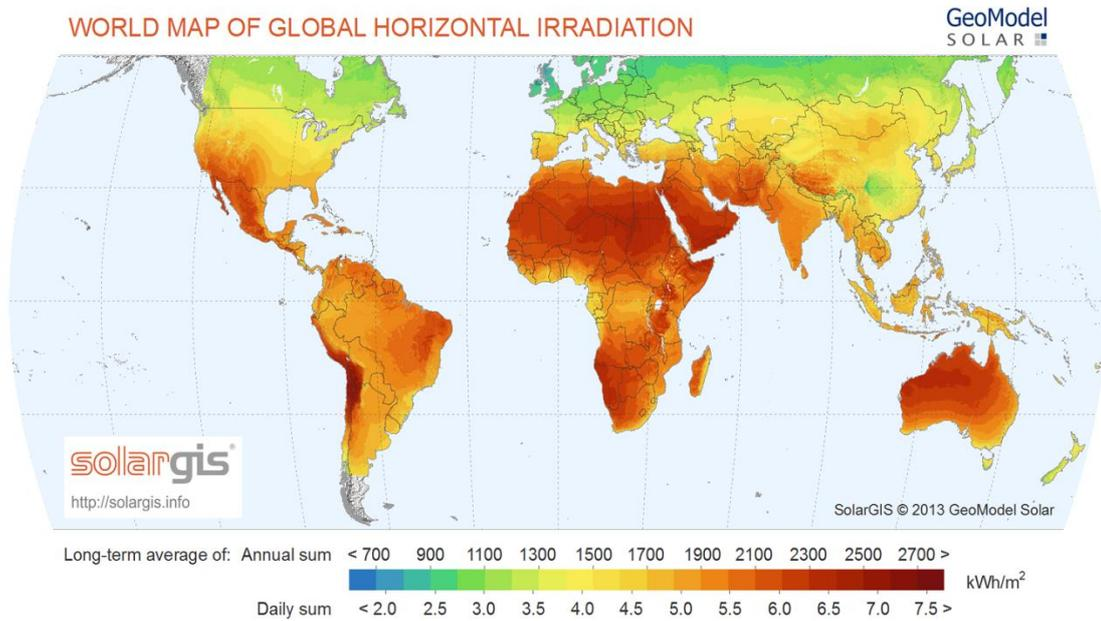 WORLD MAP OF GLOBAL HORIZONTAL IRRADIATION
GeoModel
SOLAR
solargis®
http://solargis.info
SolarGIS © 2013 GeoModel Solar
Long-term average of: Annual sum < 700 900 1100 1300 1500 1700 1900 2100 2300 2500 2700 >
kWh/m²
Daily sum < 2.0 2.5 3.0 3.5 4.0 4.5 5.0 5.5 6.0 6.5 7.0 7.5 >